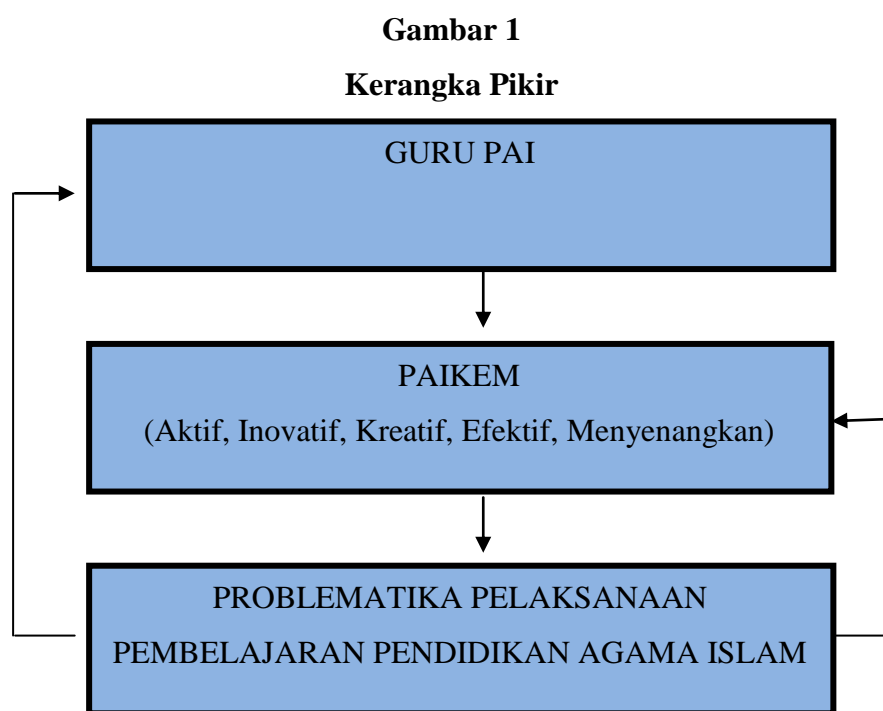 Gambar 1
Kerangka Pikir
GURU PAI
PAIKEM
(Aktif, Inovatif, Kreatif, Efektif, Menyenangkan)
PROBLEMATIKA PELAKSANAAN
PEMBELAJARAN PENDIDIKAN AGAMA ISLAM